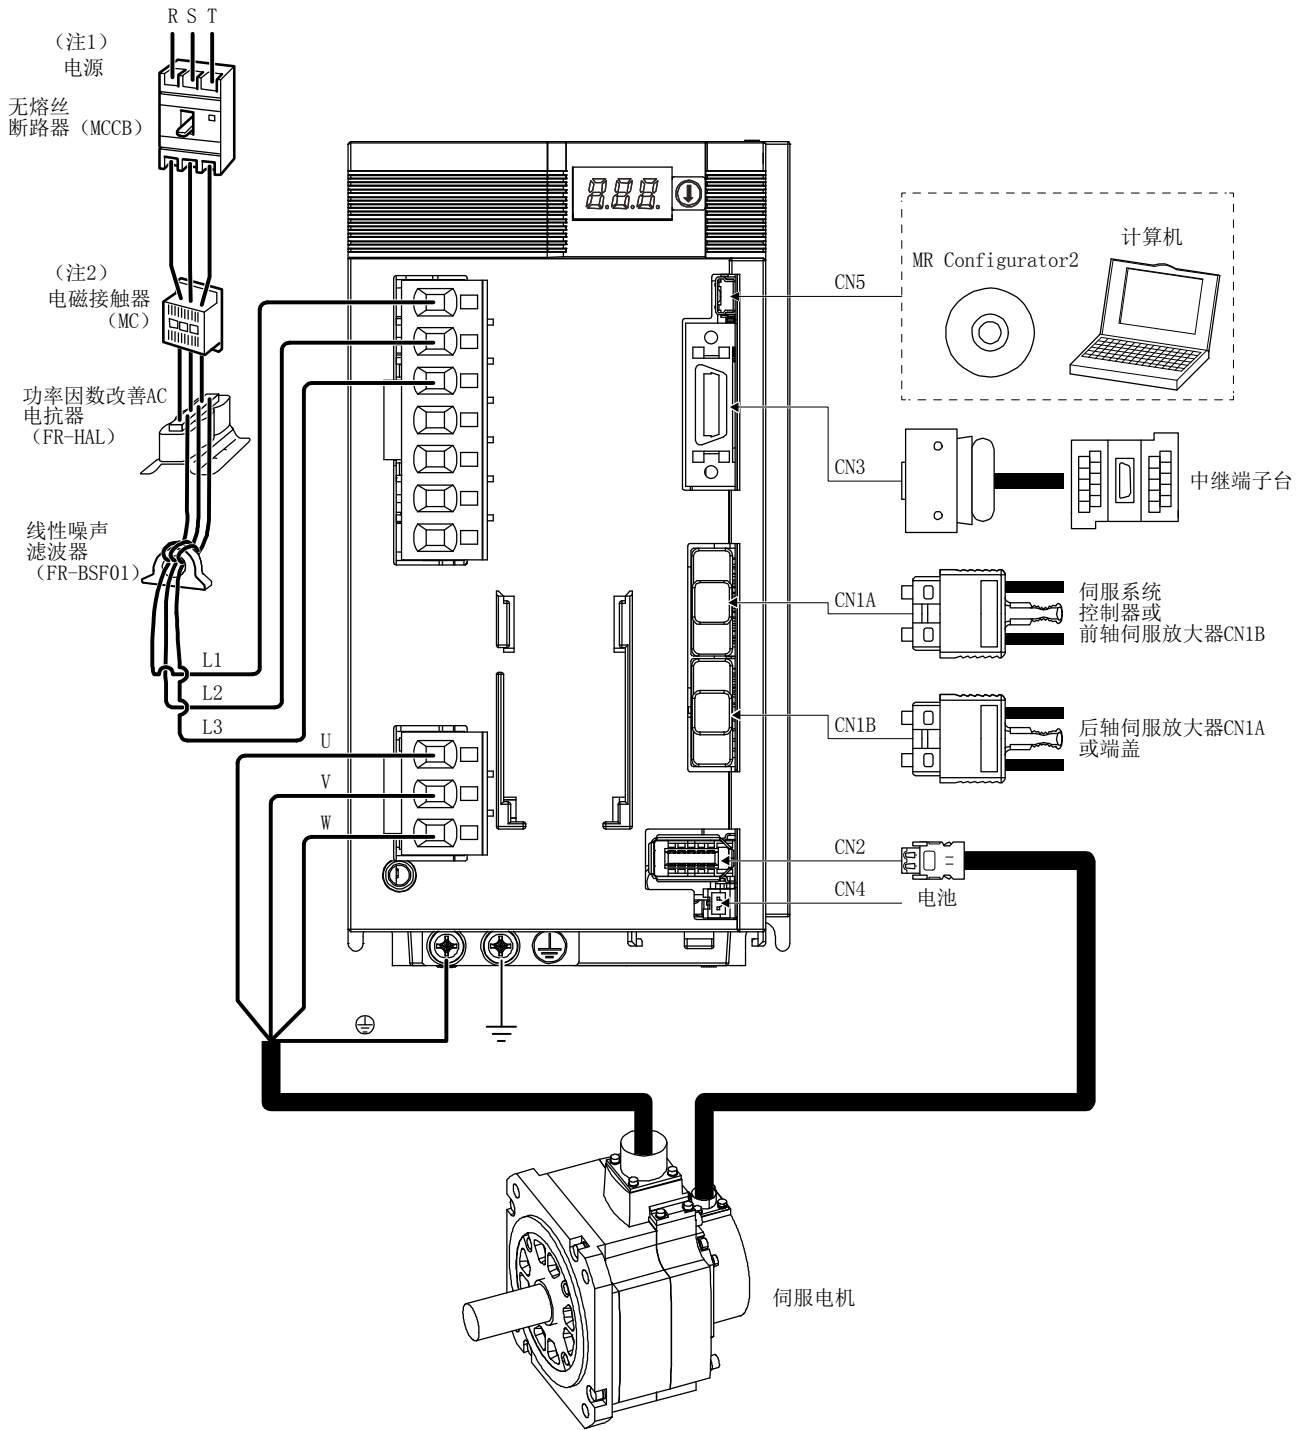 R S T
（注1）
电源
无熔丝
断路器（MCCB）
（注2）
电磁接触器
（MC）
功率因数改善AC
电抗器
（FR-HAL）
线性噪声
滤波器
（FR-BSF01）
L1
L2
L3
U
V
W
8.8.8.
CN5
MR Configurator2
计算机
CN3
中继端子台
CN1A
伺服系统
控制器或
前轴伺服放大器CN1B
CN1B
后轴伺服放大器CN1A
或端盖
CN2
CN4
电池
伺服电机